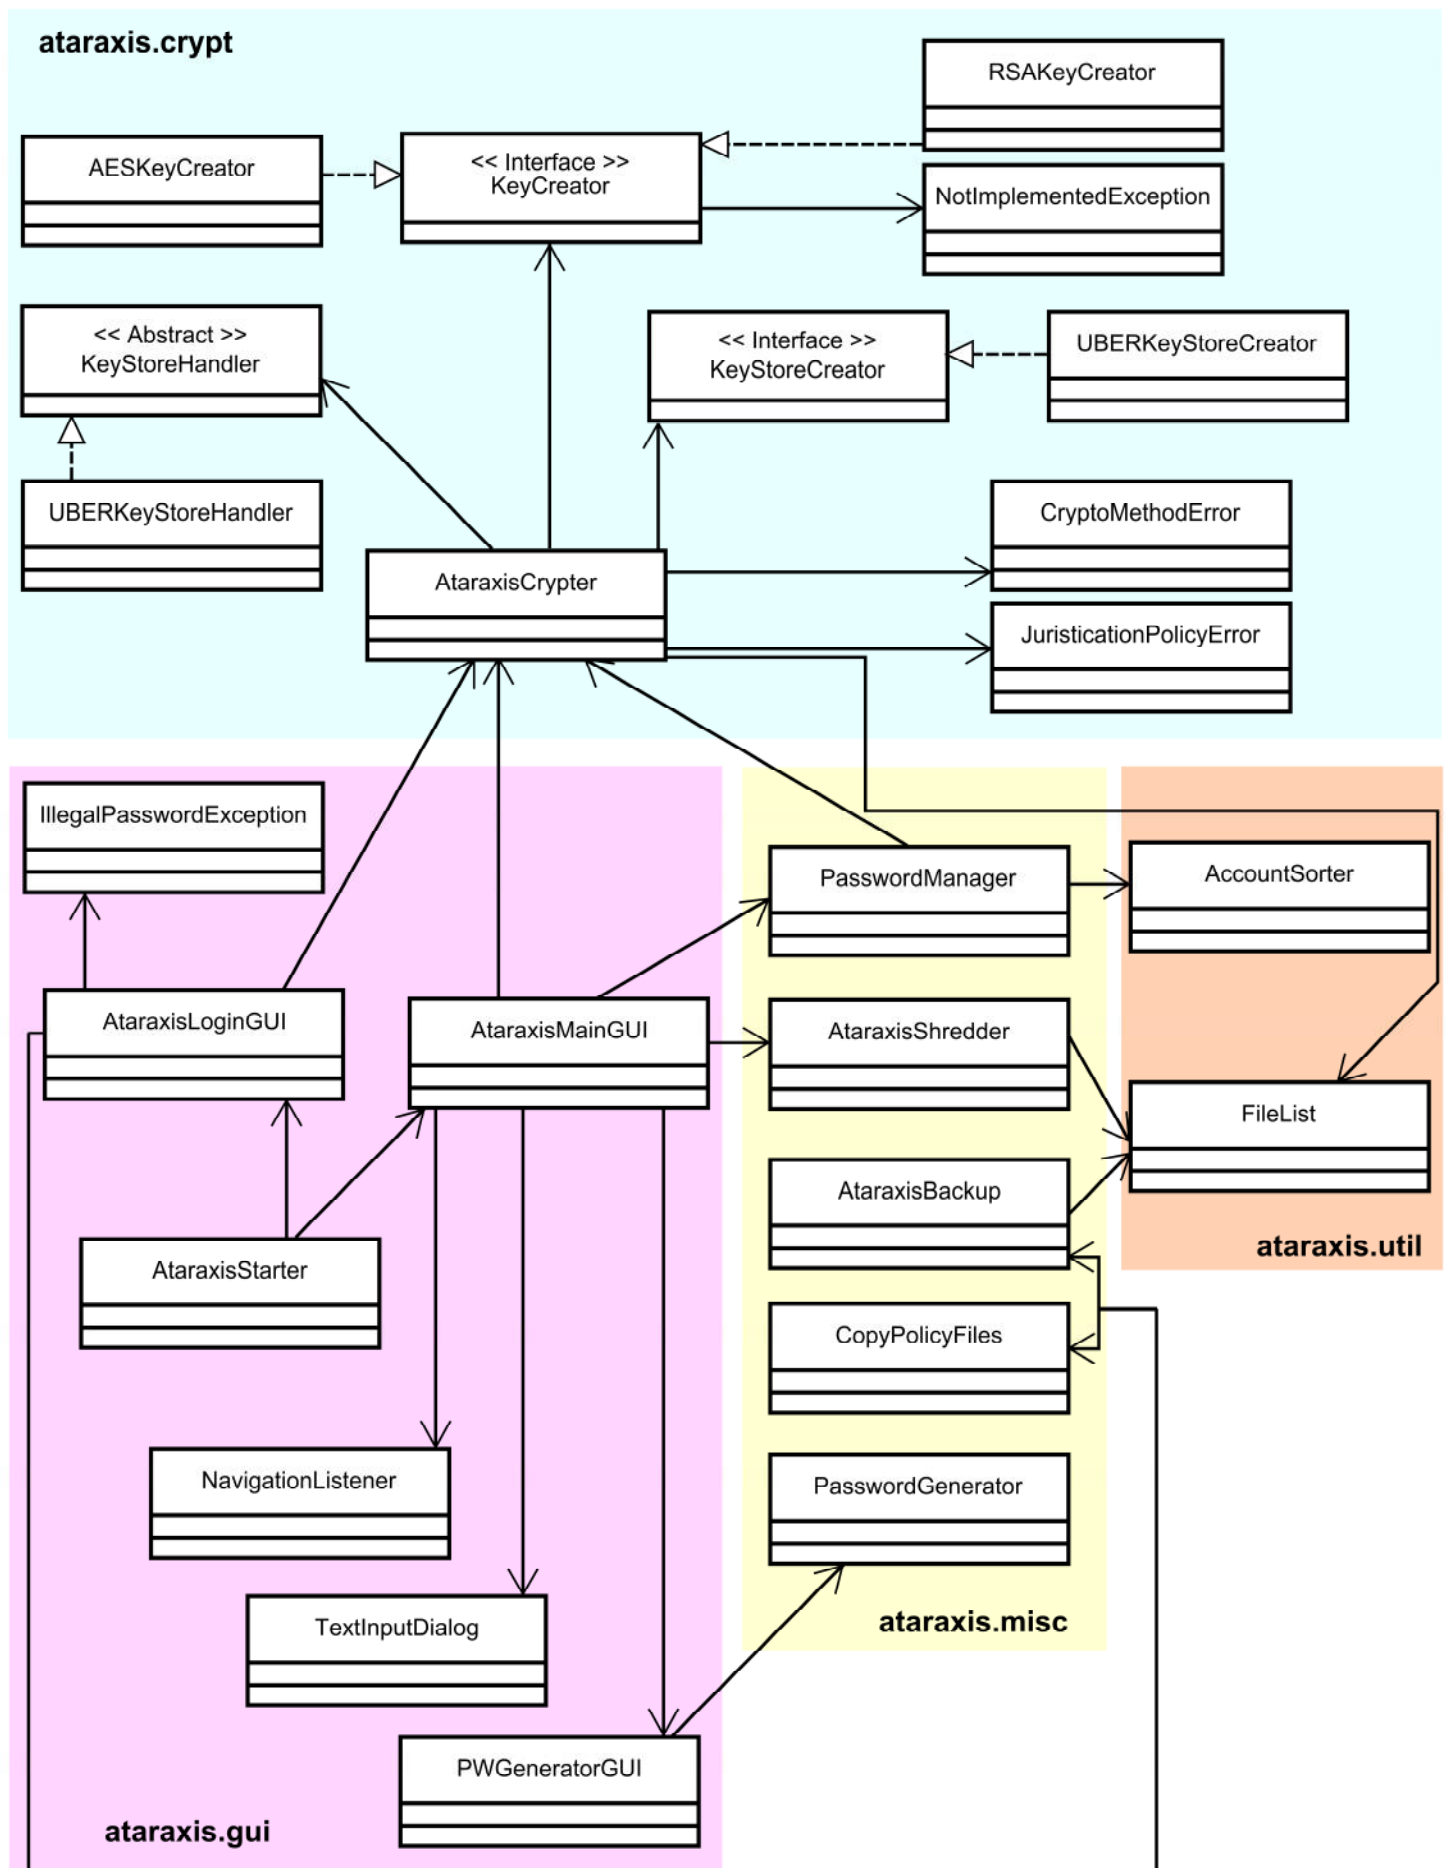 ataraxis.crypt
RSAKeyCreator
AESKeyCreator
<< Interface >>
KeyCreator
NotImplementedException
<< Abstract >>
KeyStoreHandler
<< Interface >>
KeyStoreCreator
UBERKeyStoreCreator
UBERKeyStoreHandler
CryptoMethodError
AtaraxisCrypter
JuristicationPolicyError
IllegalPasswordException
PasswordManager
AccountSorter
AtaraxisLoginGUI
AtaraxisMainGUI
AtaraxisShredder
FileList
AtaraxisBackup
ataraxis.util
AtaraxisStarter
CopyPolicyFiles
NavigationListener
PasswordGenerator
ataraxis.misc
TextInputDialog
PWGeneratorGUI
ataraxis.gui